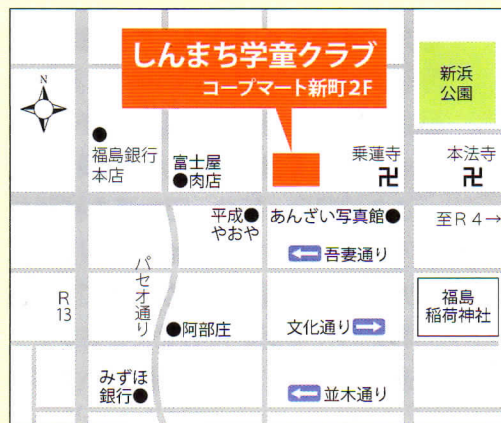 しんまち学童クラブ
コープマート新町2F
N
新浜
公園
福島銀行
本店
富士屋
肉店
乗蓮寺
本法寺
平成
やおや
あんざい写真館
至R4→
吾妻通り
パセオ通り
R
13
阿部庄
文化通り
福島
稲荷神社
みずほ
銀行
並木通り